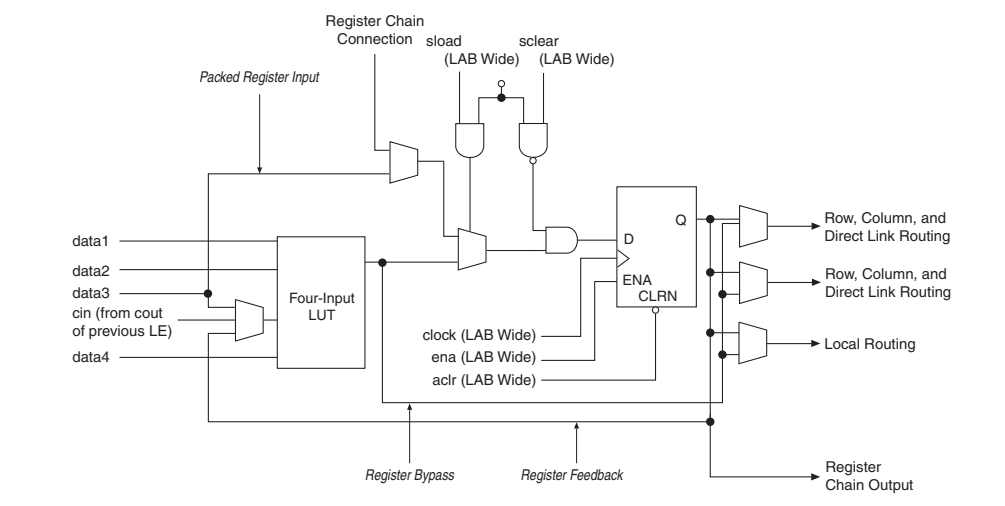 Register Chain
Connection
sload
(LAB Wide)
sclear
(LAB Wide)
Packed Register Input
data1
data2
data3
cin (from cout
of previous LE)
data4
Four-Input
LUT
D
Q
ENA
CLRN
clock (LAB Wide)
ena (LAB Wide)
aclr (LAB Wide)
Row, Column, and
Direct Link Routing
Row, Column, and
Direct Link Routing
Local Routing
Register Bypass
Register Feedback
Register
Chain Output